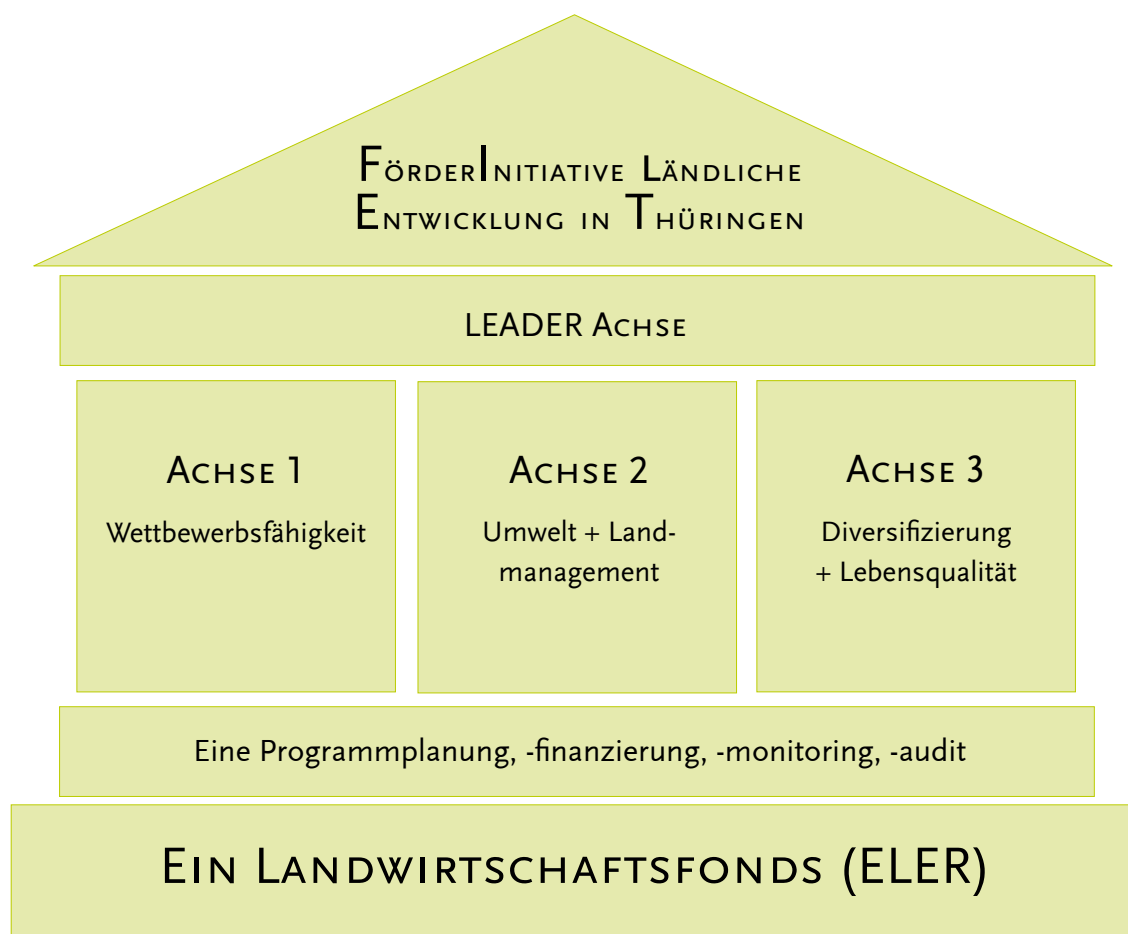 FörderInitiative Ländliche
Entwicklung in Thüringen
LEADER Achse
Achse 1
Wettbewerbsfähigkeit
Achse 2
Umwelt + Land-
management
Achse 3
Diversifizierung
+ Lebensqualität
Eine Programmplanung, -finanzierung, -monitoring, -audit
Ein Landwirtschaftsfonds (ELER)